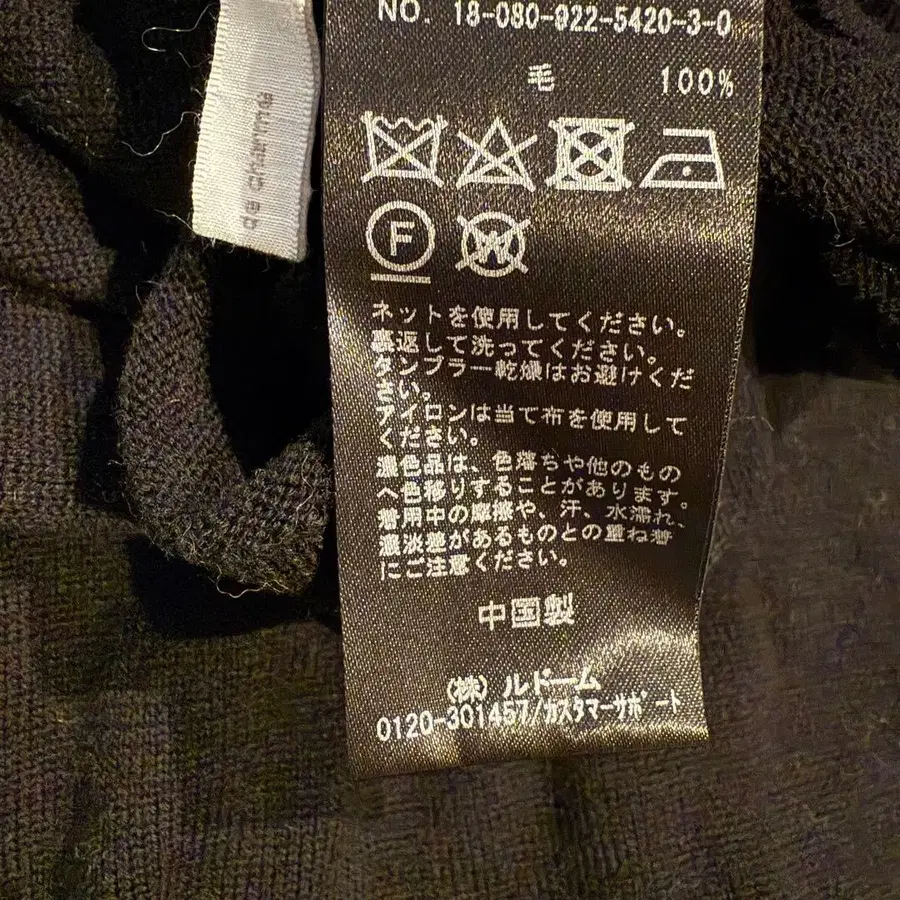 NO. 18-080-922-5420-3-0
毛 100%
F
W
ネットを使用してください。
裏返して洗ってください。
タンブラー乾燥はお避けくだ
さい。
アイロンは当て布を使用して
ください。
濃色品は、色落ちや他のもの
へ色移りすることがあります。
着用中の摩擦や、汗、水濡れ、
濃淡差があるものとの重ね着
にご注意ください。
中国製
(株)ルドーム
0120-301457/カスタマーサポート
de charme